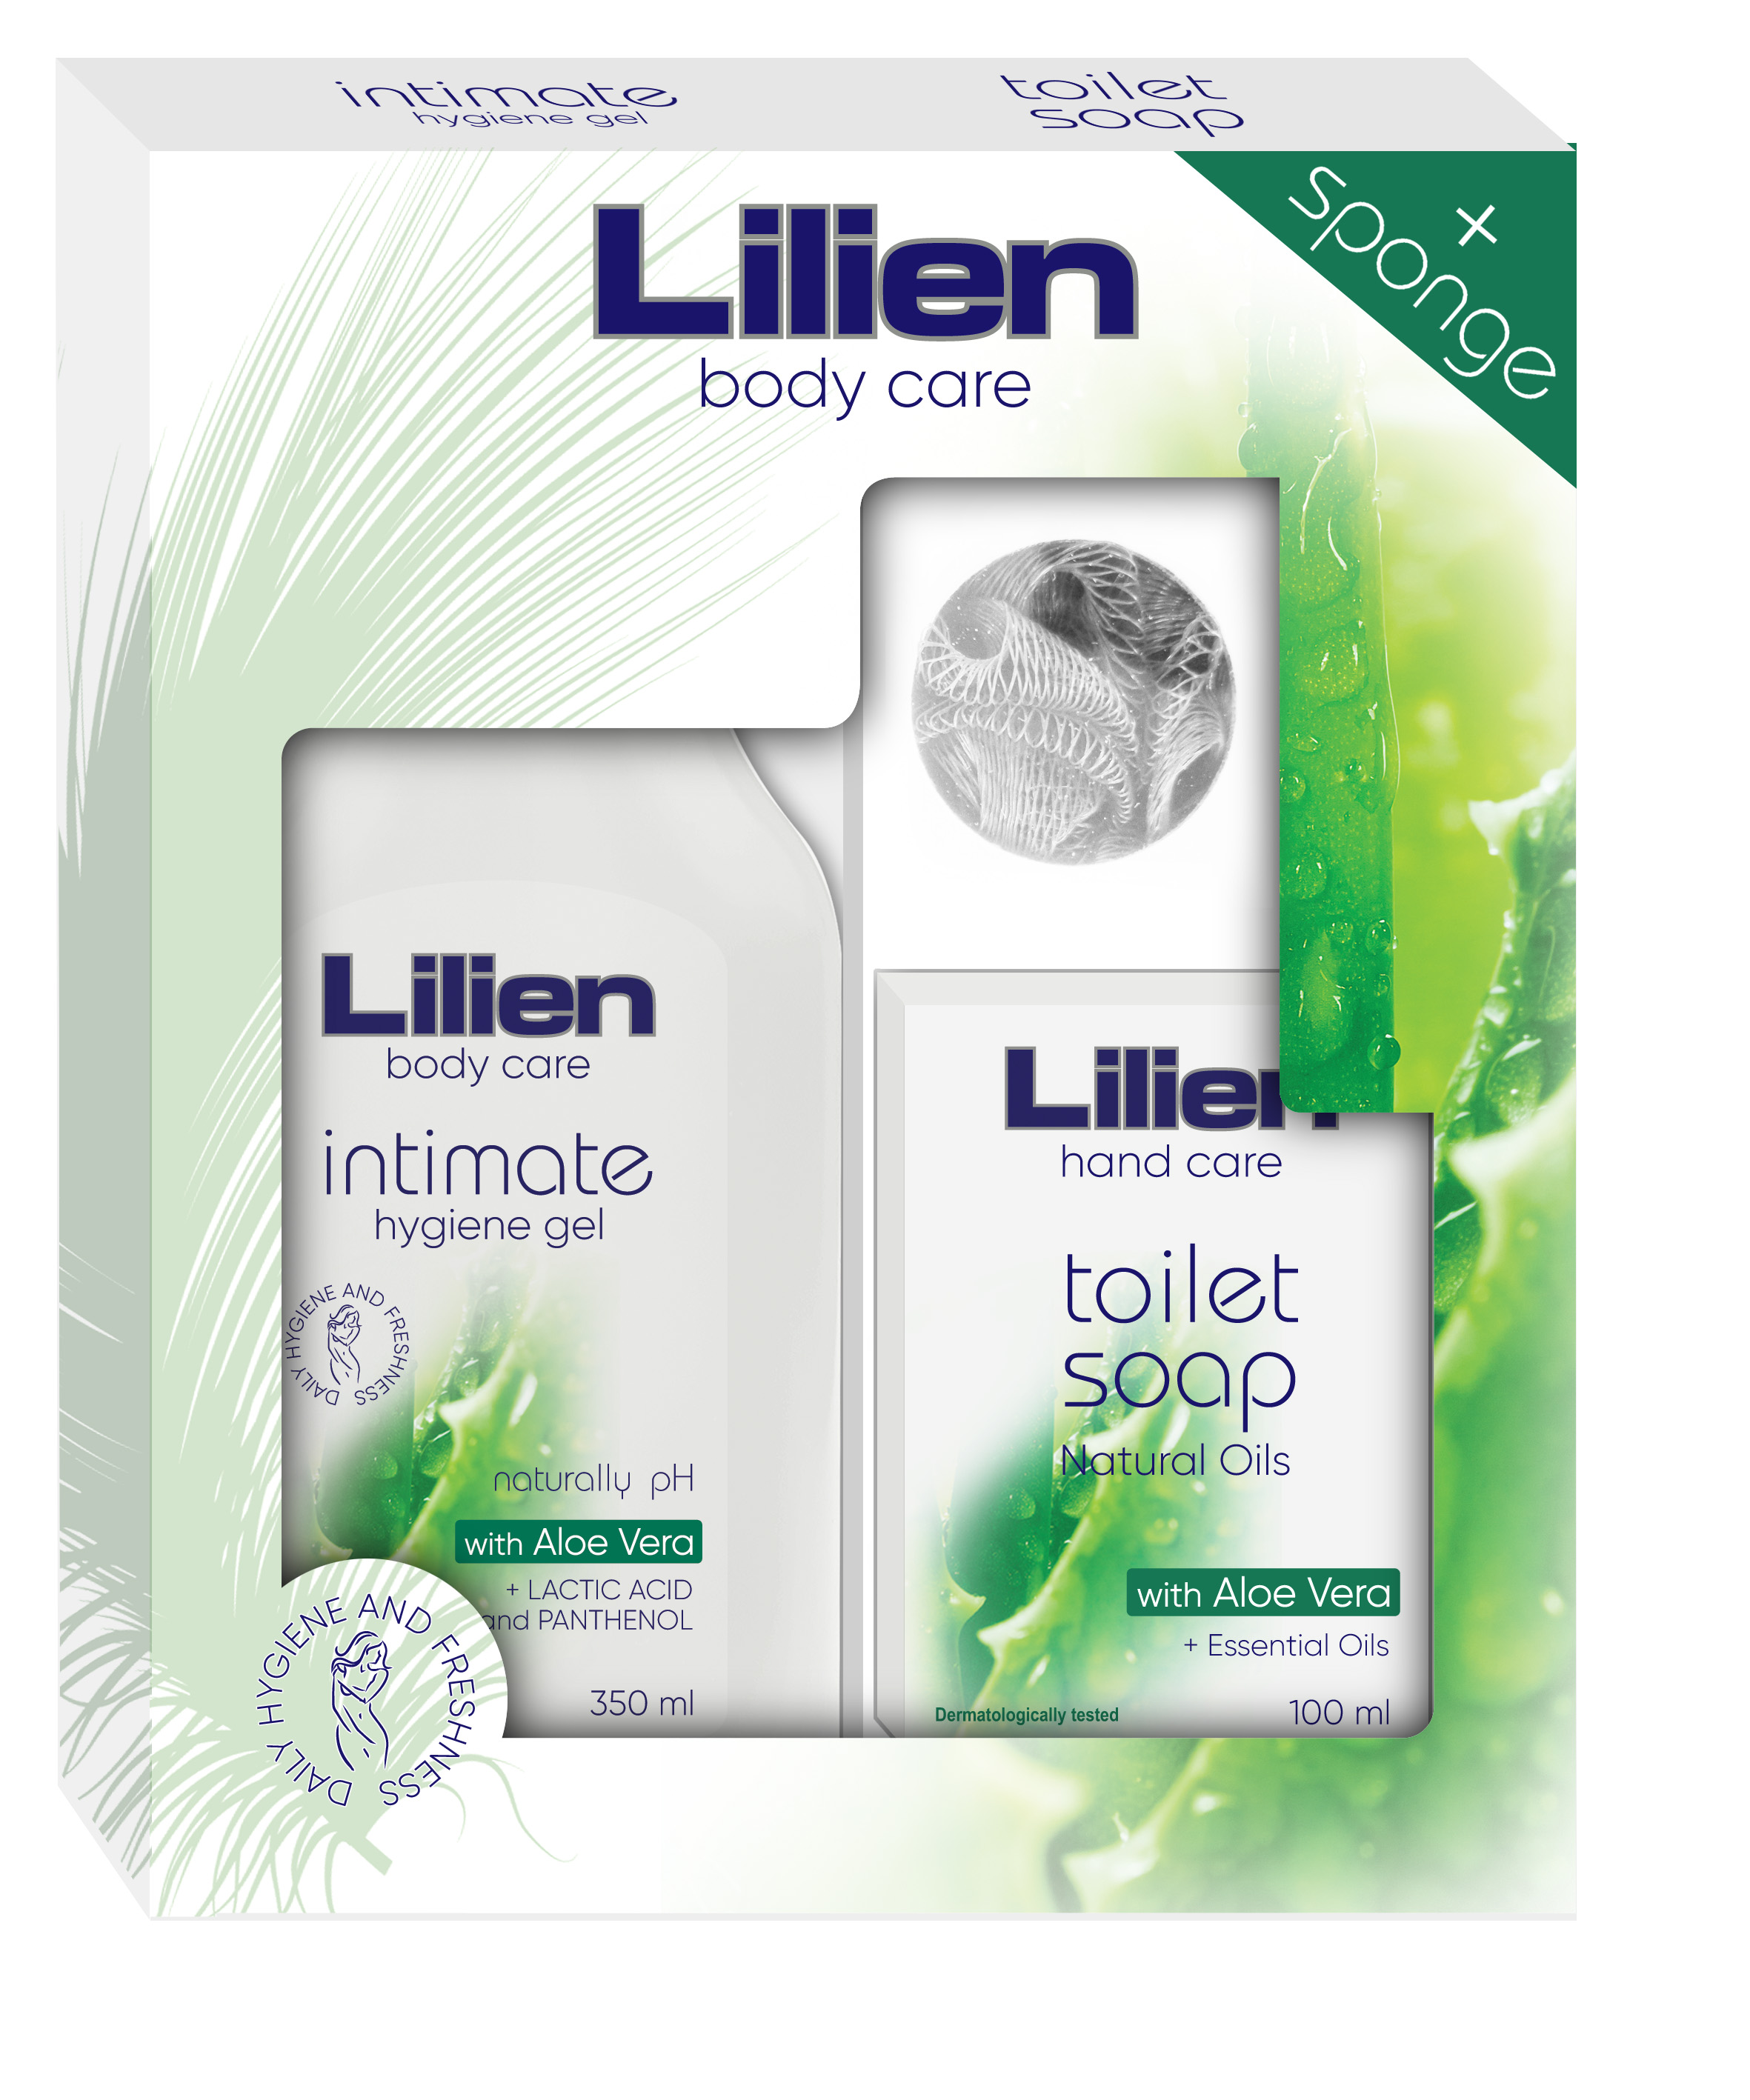 intimate
hygiene gel
toilet
soap
+
sponge
Lilien
body care
Lilien
body care
intimate
hygiene gel
DAILY HYGIENE AND FRESHNESS
naturally pH
with Aloe Vera
+ LACTIC ACID
and PANTHENOL
350 ml
Lilien
hand care
toilet
soap
Natural Oils
with Aloe Vera
+ Essential Oils
Dermatologically tested
100 ml
DAILY HYGIENE AND FRESHNESS